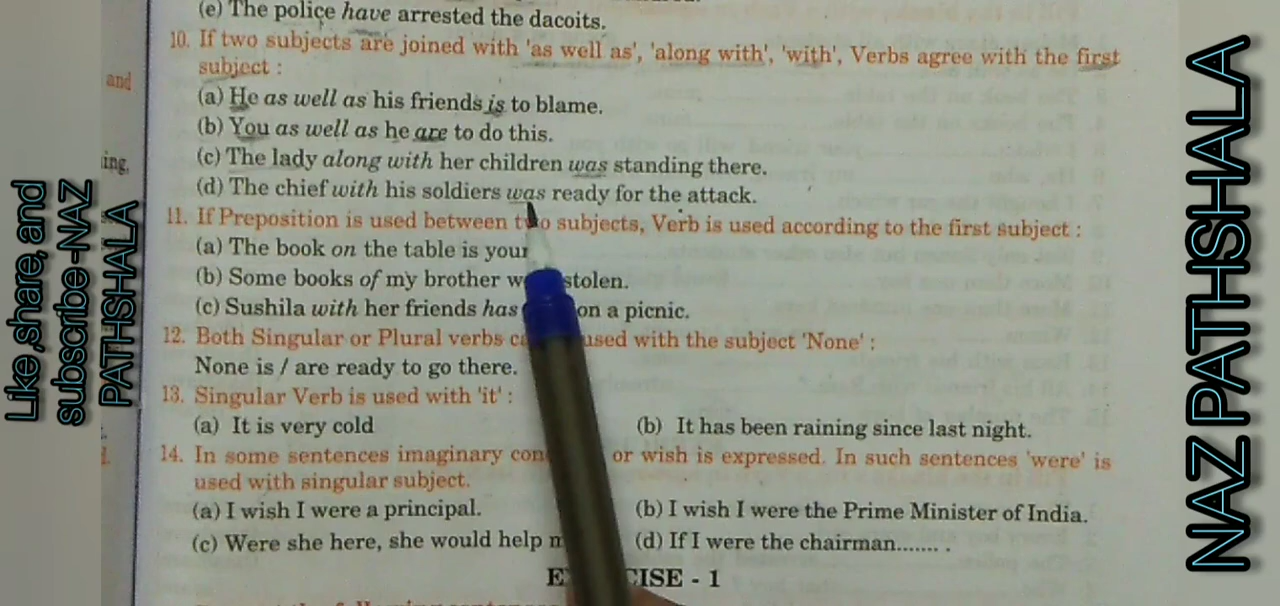 (e) The police have arrested the dacoits.
10. If two subjects are joined with 'as well as', 'along with', 'with', Verbs agree with the first
subject :
(a) He as well as his friends is to blame.
(b) You as well as he are to do this.
(c) The lady along with her children was standing there.
(d) The chief with his soldiers was ready for the attack.
11. If Preposition is used between two subjects, Verb is used according to the first subject :
(a) The book on the table is your
(b) Some books of my brother stolen.
(c) Sushila with her friends has on a picnic.
12. Both Singular or Plural verbs used with the subject 'None' :
None is / are ready to go there.
13. Singular Verb is used with 'it' :
(a) It is very cold
(b) It has been raining since last night.
14. In some sentences imaginary or wish is expressed. In such sentences 'were' is
used with singular subject.
(a) I wish I were a principal.
(b) I wish I were the Prime Minister of India.
(c) Were she here, she would help
(d) If I were the chairman....... .
CISE - 1
and
ing,
Like ,share, and
subscribe -NAZ
PATHSHALA
NAZ PATHSHALA